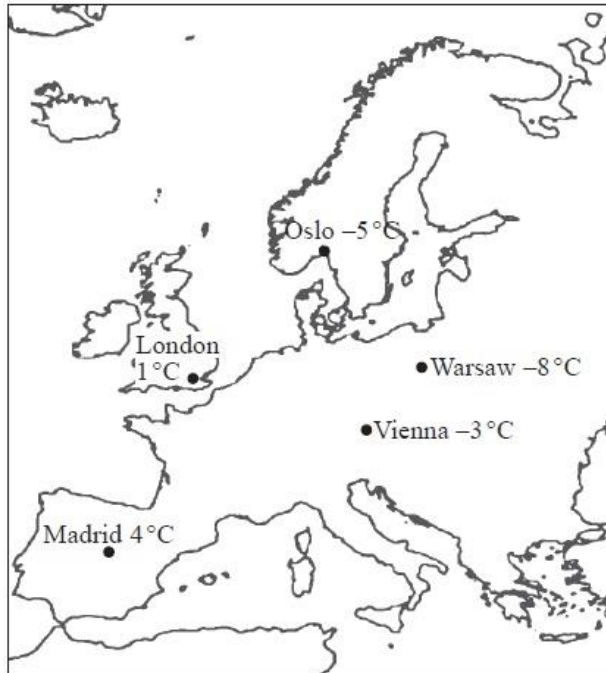 Oslo –5 °C
London
1 °C
Warsaw –8 °C
Vienna –3 °C
Madrid 4 °C